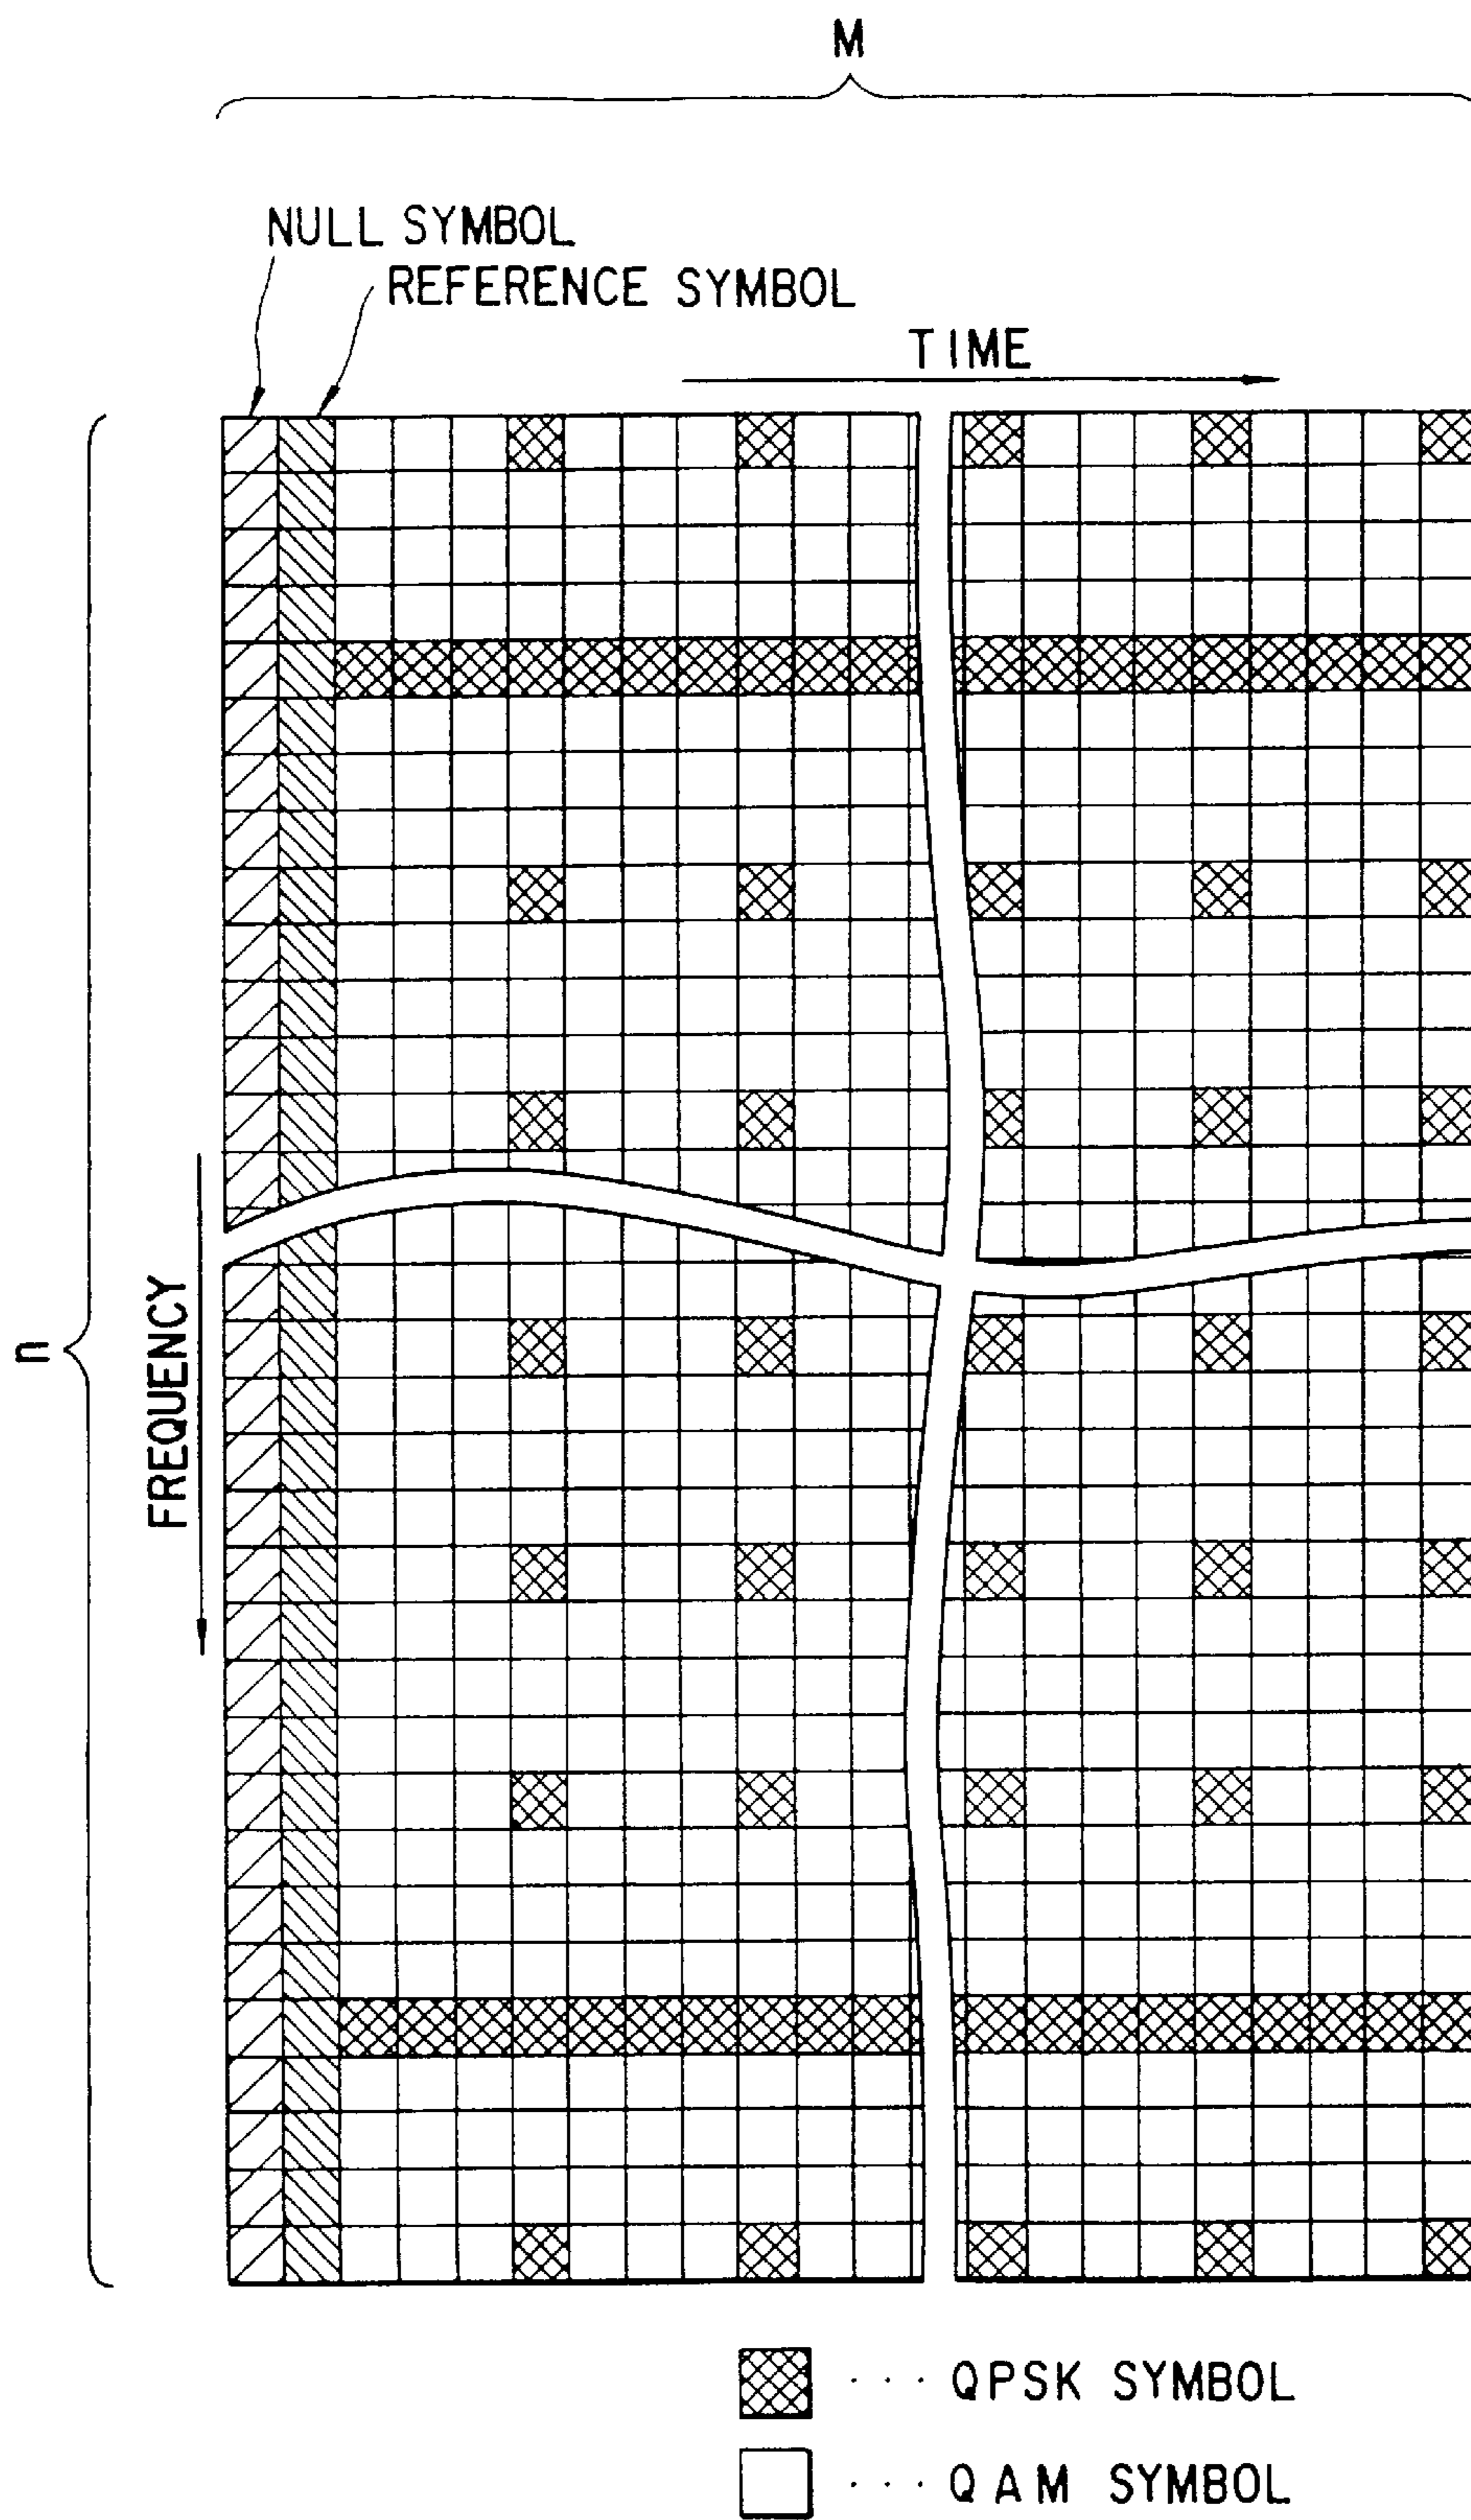 M
NULL SYMBOL
REFERENCE SYMBOL
TIME
n
FREQUENCY
··· QPSK SYMBOL
··· QAM SYMBOL